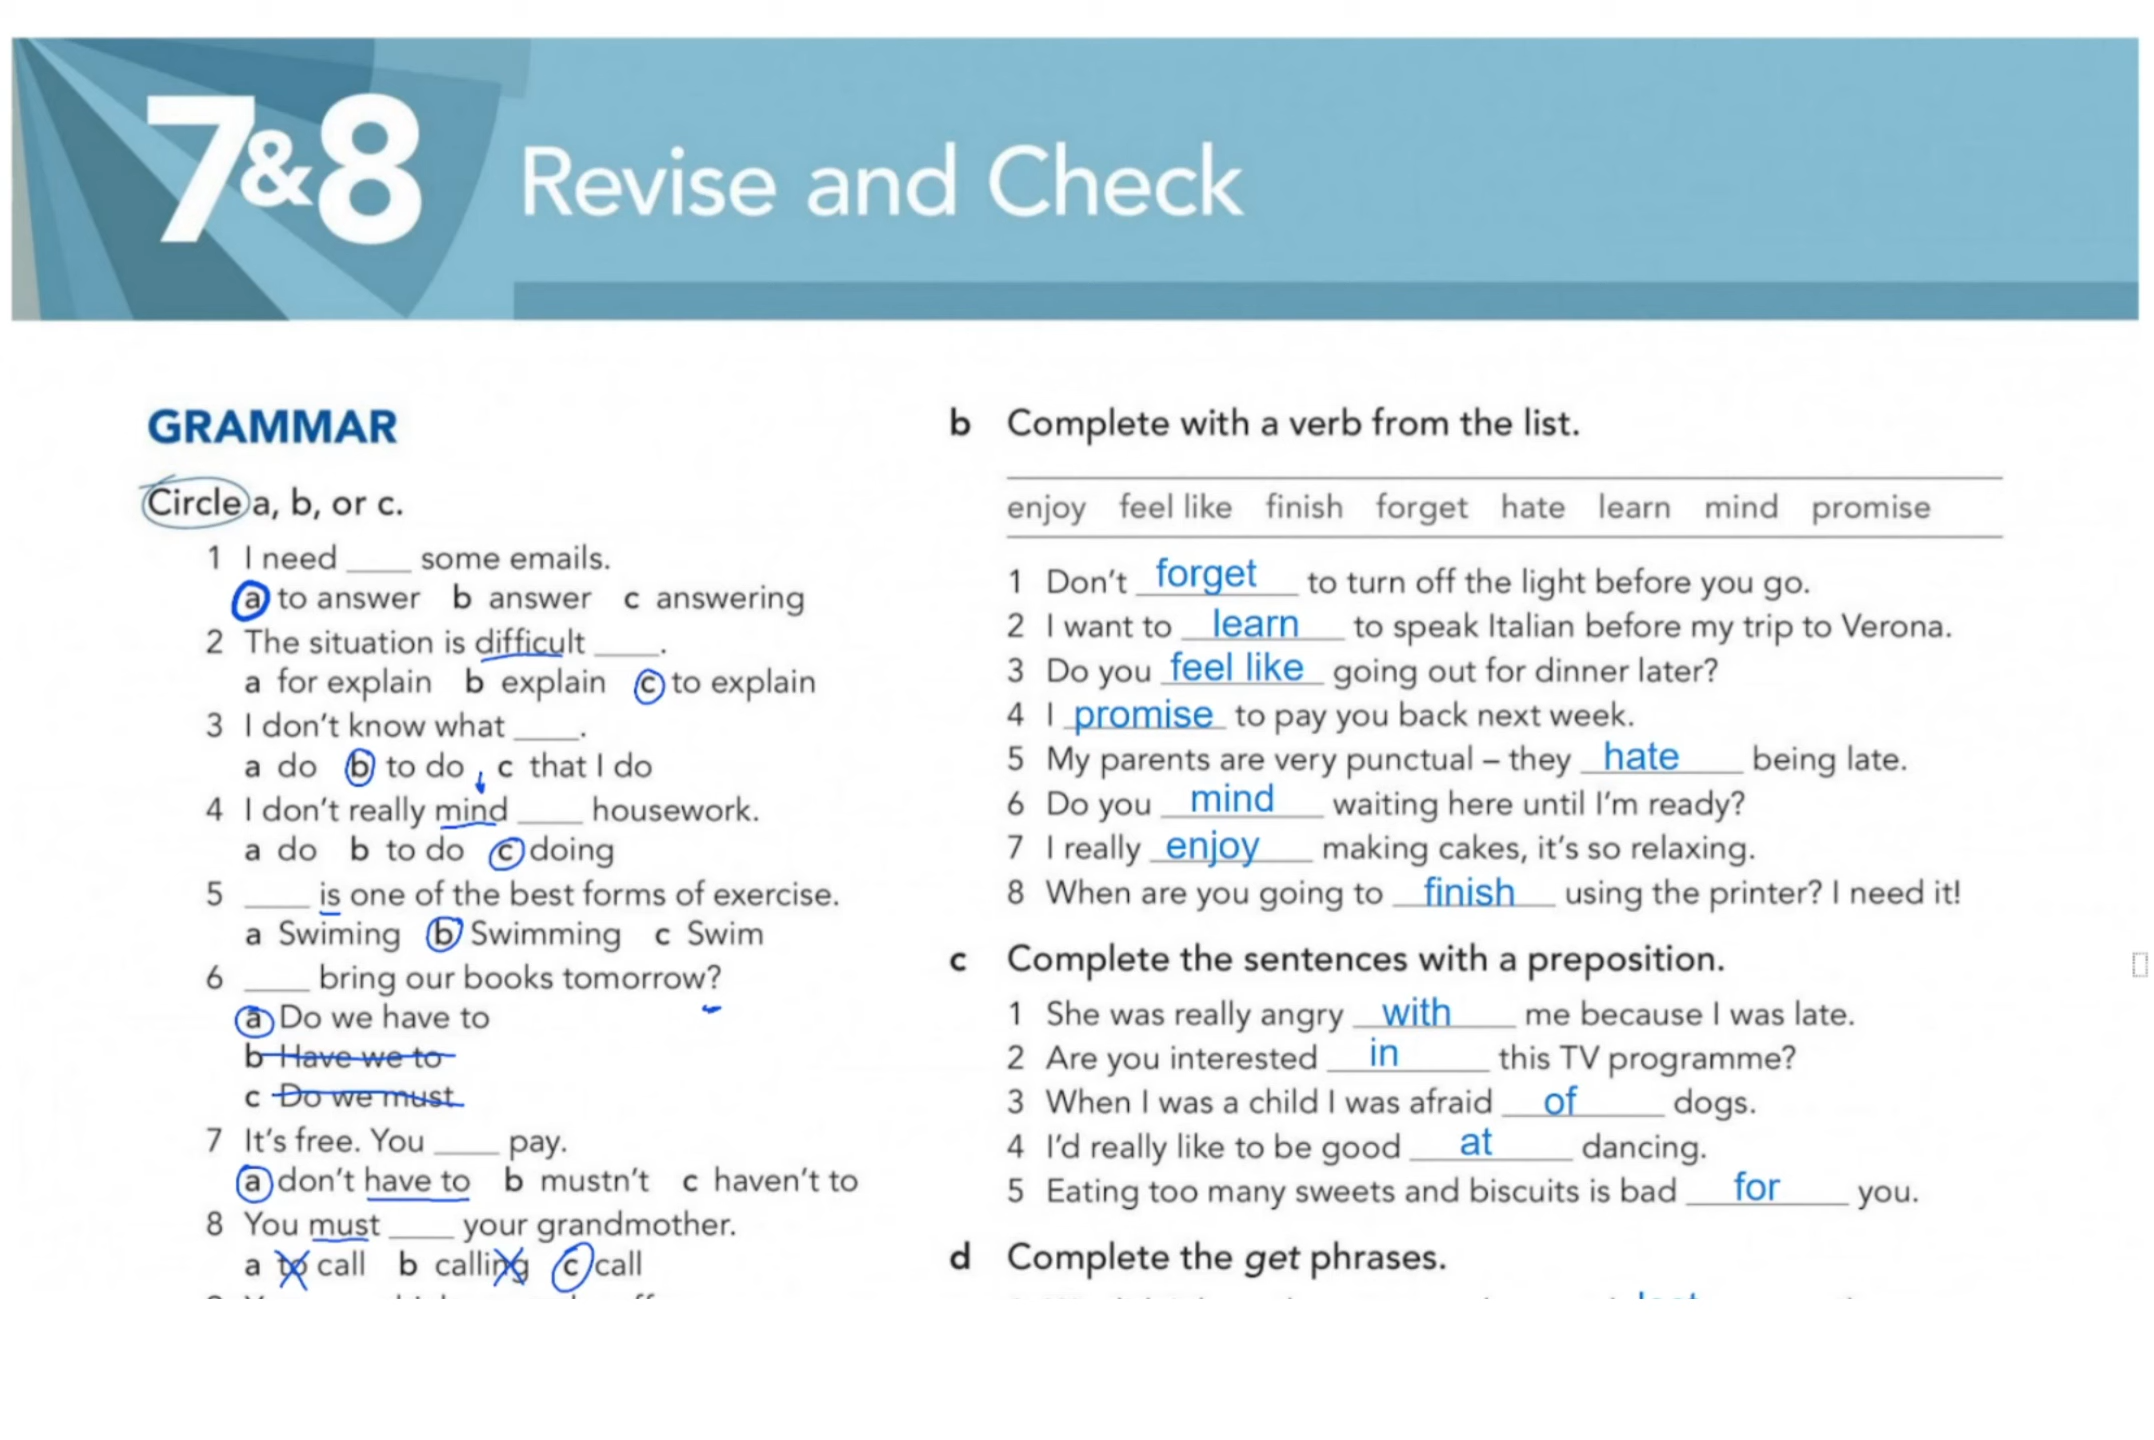 7&8 Revise and Check
GRAMMAR
Circle a, b, or c.
1 I need ____ some emails.
a to answer b answer c answering
2 The situation is difficult ____.
a for explain b explain c to explain
3 I don't know what ____.
a do b to do c that I do
4 I don't really mind ____ housework.
a do b to do c doing
5 ____ is one of the best forms of exercise.
a Swiming b Swimming c Swim
6 ____ bring our books tomorrow?
a Do we have to
b Have we to
c Do we must
7 It's free. You ____ pay.
a don't have to b mustn't c haven't to
8 You must ____ your grandmother.
a to call b calling c call
b Complete with a verb from the list.
enjoy feel like finish forget hate learn mind promise
1 Don't forget to turn off the light before you go.
2 I want to learn to speak Italian before my trip to Verona.
3 Do you feel like going out for dinner later?
4 I promise to pay you back next week.
5 My parents are very punctual – they hate being late.
6 Do you mind waiting here until I'm ready?
7 I really enjoy making cakes, it's so relaxing.
8 When are you going to finish using the printer? I need it!
c Complete the sentences with a preposition.
1 She was really angry with me because I was late.
2 Are you interested in this TV programme?
3 When I was a child I was afraid of dogs.
4 I'd really like to be good at dancing.
5 Eating too many sweets and biscuits is bad for you.
d Complete the get phrases.